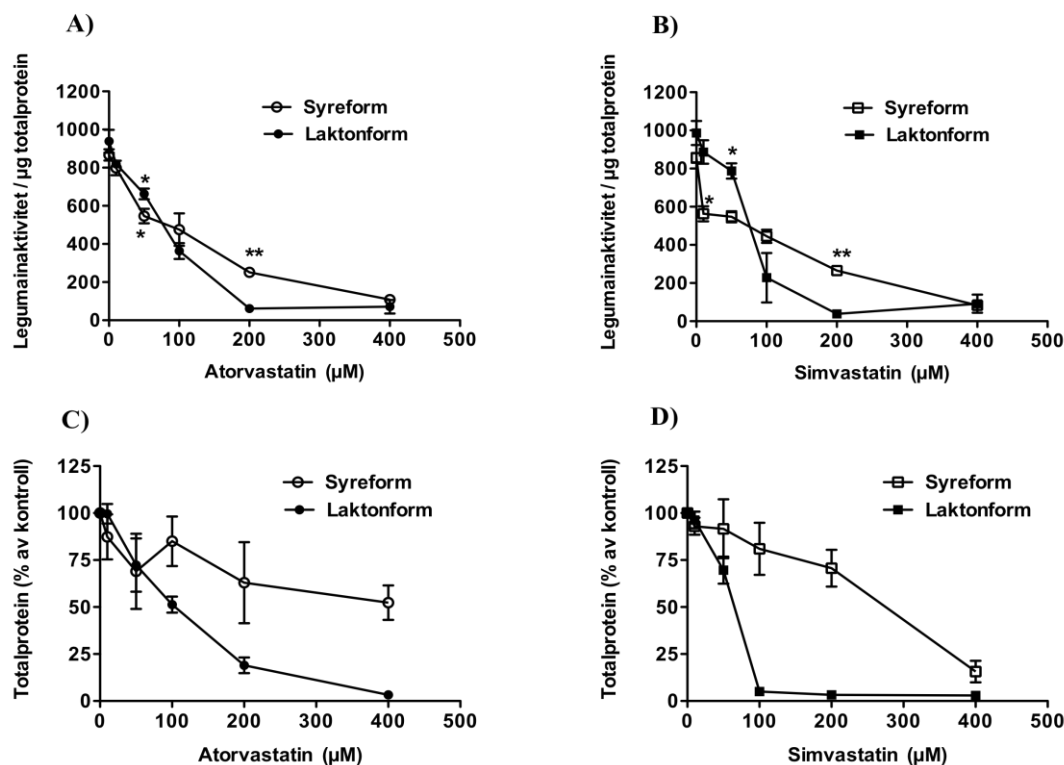 A)
Legumainaktivitet / µg totalprotein
1200
1000
800
600
400
200
0
0 100 200 300 400 500
Atorvastatin (µM)
Syreform
Laktonform
*
*
**
B)
Legumainaktivitet / µg totalprotein
1200
1000
800
600
400
200
0
0 100 200 300 400 500
Simvastatin (µM)
Syreform
Laktonform
*
*
**
C)
Totalprotein (% av kontroll)
125
100
75
50
25
0
0 100 200 300 400 500
Atorvastatin (µM)
Syreform
Laktonform
D)
Totalprotein (% av kontroll)
125
100
75
50
25
0
0 100 200 300 400 500
Simvastatin (µM)
Syreform
Laktonform